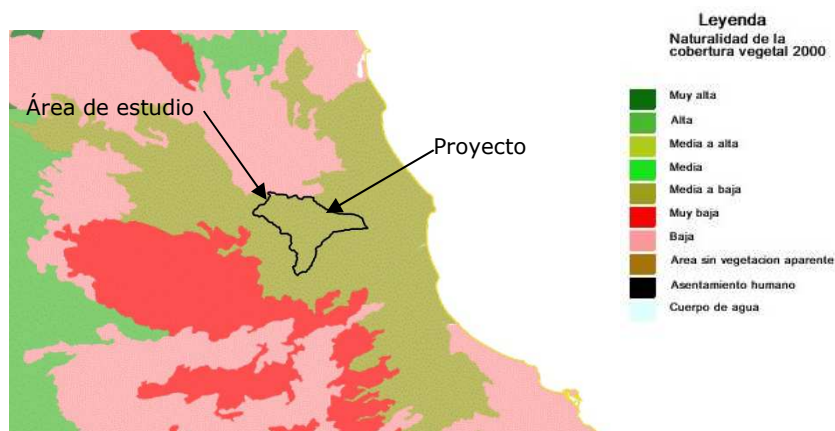 Leyenda
Naturalidad de la
cobertura vegetal 2000
Muy alta
Alta
Media a alta
Media
Media a baja
Muy baja
Baja
Area sin vegetacion aparente
Asentamiento humano
Cuerpo de agua
Área de estudio
Proyecto